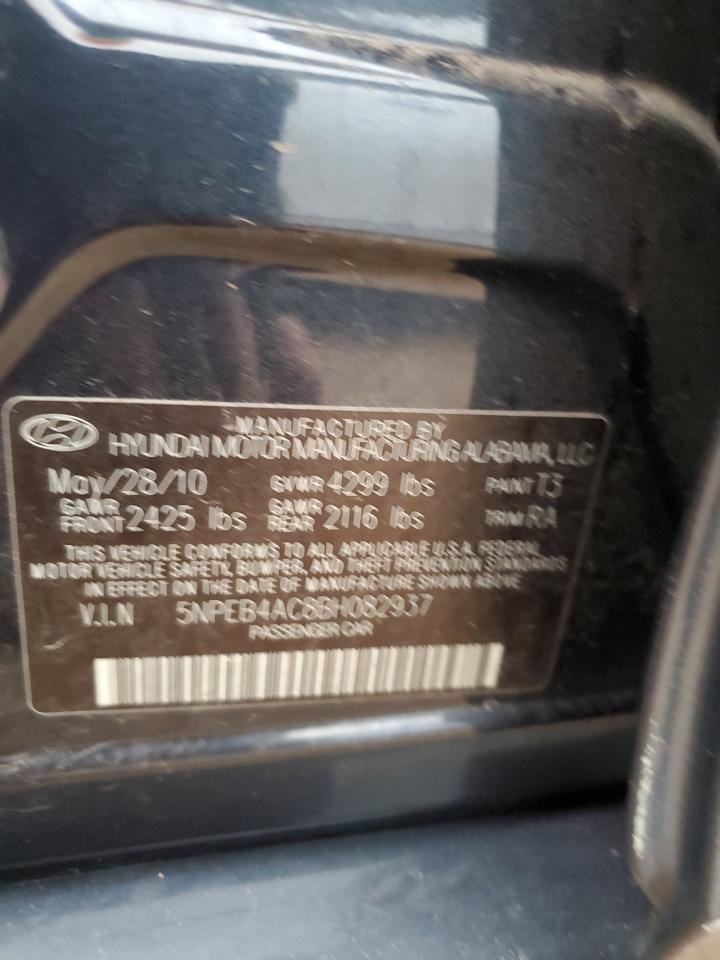 MANUFACTURED BY
HYUNDAI MOTOR MANUFACTURING ALABAMA, LLC
May/28/10 GVWR 4299 lbs PAINT T3
GAWR FRONT 2425 lbs GAWR REAR 2116 lbs TRIM RA
THIS VEHICLE CONFORMS TO ALL APPLICABLE U.S.A. FEDERAL
MOTOR VEHICLE SAFETY, BUMPER, AND THEFT PREVENTION STANDARDS
IN EFFECT ON THE DATE OF MANUFACTURE SHOWN ABOVE
V.I.N 5NPEB4AC8BH082937
PASSENGER CAR